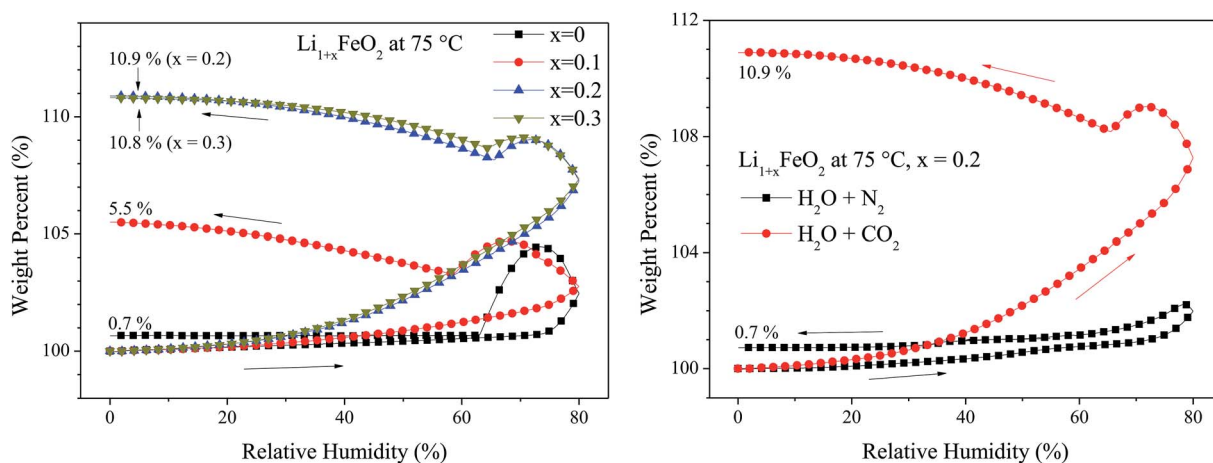 Li₁₊ₓFeO₂ at 75 °C
x=0
x=0.1
x=0.2
x=0.3
10.9 % (x = 0.2)
10.8 % (x = 0.3)
5.5 %
0.7 %
110
105
100
0
20
40
60
80
Weight Percent (%)
Relative Humidity (%)
112
108
104
100
10.9 %
Li₁₊ₓFeO₂ at 75 °C, x = 0.2
H₂O + N₂
H₂O + CO₂
0.7 %
0
20
40
60
80
Weight Percent (%)
Relative Humidity (%)